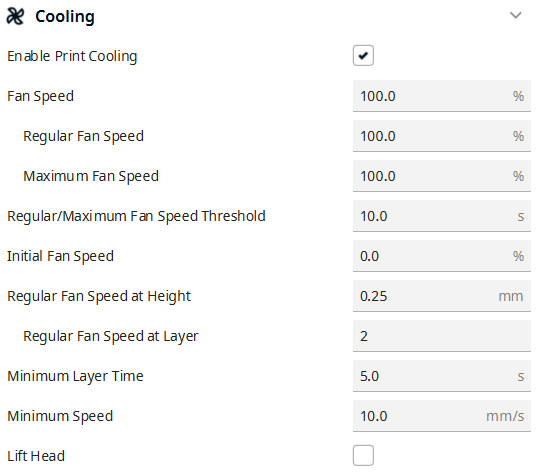 Cooling
Enable Print Cooling
Fan Speed 100.0 %
Regular Fan Speed 100.0 %
Maximum Fan Speed 100.0 %
Regular/Maximum Fan Speed Threshold 10.0 s
Initial Fan Speed 0.0 %
Regular Fan Speed at Height 0.25 mm
Regular Fan Speed at Layer 2
Minimum Layer Time 5.0 s
Minimum Speed 10.0 mm/s
Lift Head